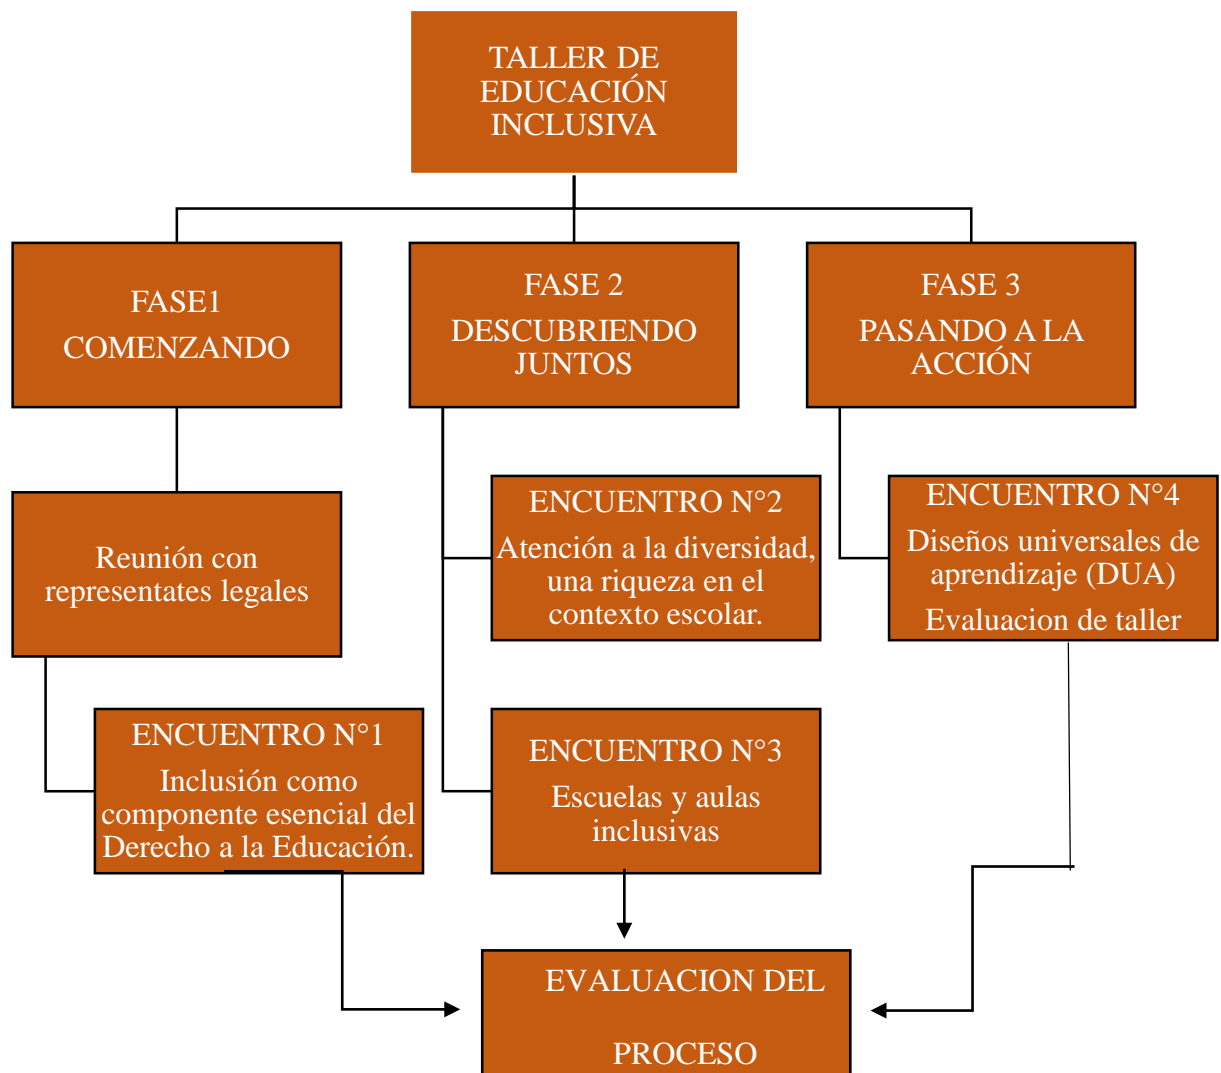 TALLER DE
EDUCACIÓN
INCLUSIVA
FASE1
COMENZANDO
Reunión con
representates legales
ENCUENTRO N°1
Inclusión como
componente esencial del
Derecho a la Educación.
FASE 2
DESCUBRIENDO
JUNTOS
ENCUENTRO N°2
Atención a la diversidad,
una riqueza en el
contexto escolar.
ENCUENTRO N°3
Escuelas y aulas
inclusivas
FASE 3
PASANDO A LA
ACCIÓN
ENCUENTRO N°4
Diseños universales de
aprendizaje (DUA)
Evaluacion de taller
EVALUACION DEL
PROCESO